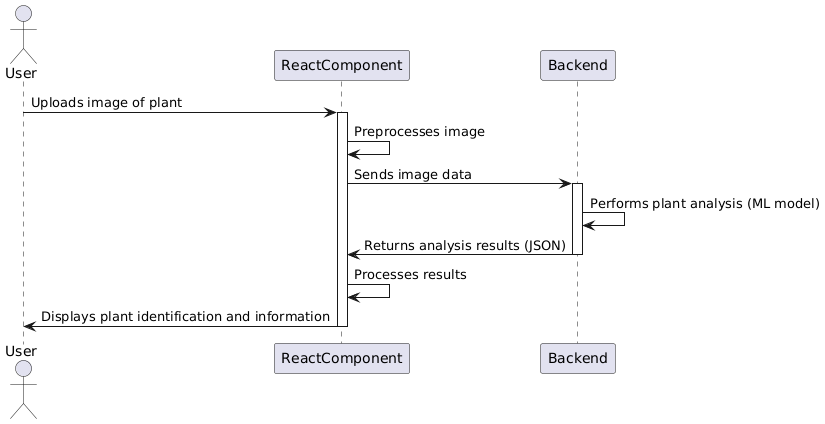 User
ReactComponent
Backend
Uploads image of plant
Preprocesses image
Sends image data
Performs plant analysis (ML model)
Returns analysis results (JSON)
Processes results
Displays plant identification and information
User
ReactComponent
Backend